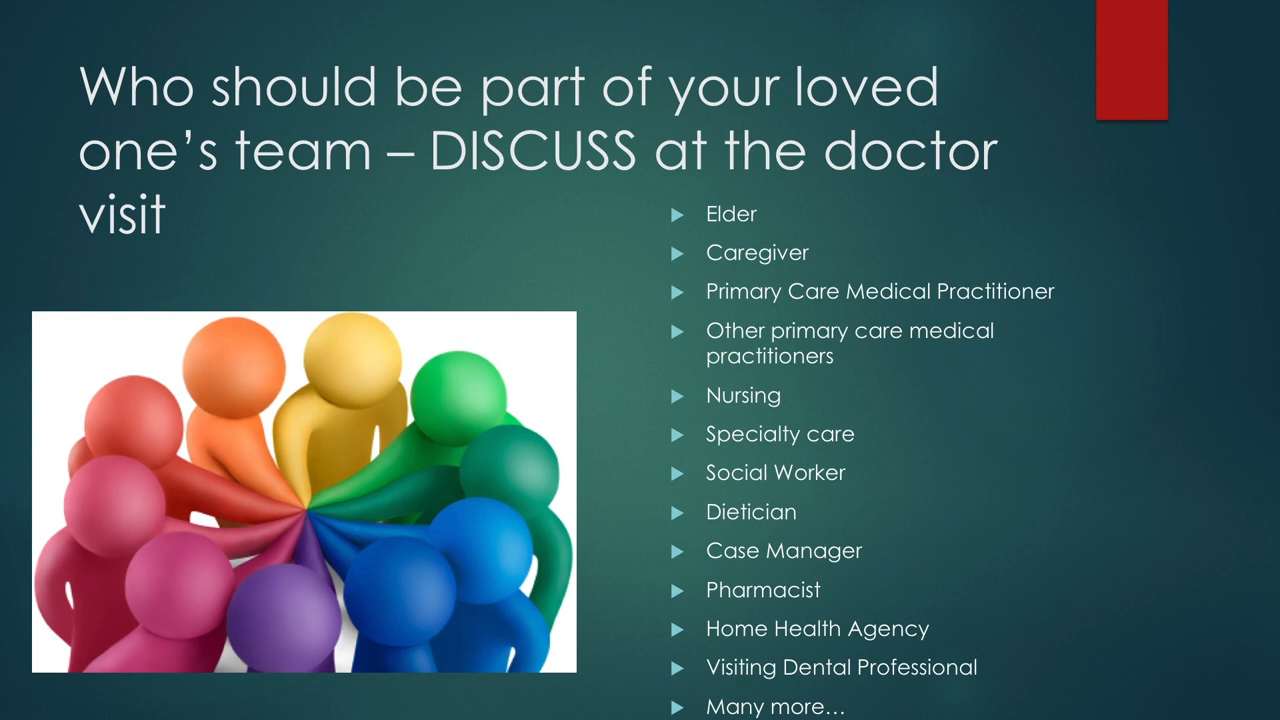 Who should be part of your loved
one’s team – DISCUSS at the doctor
visit
Elder
Caregiver
Primary Care Medical Practitioner
Other primary care medical
practitioners
Nursing
Specialty care
Social Worker
Dietician
Case Manager
Pharmacist
Home Health Agency
Visiting Dental Professional
Many more…